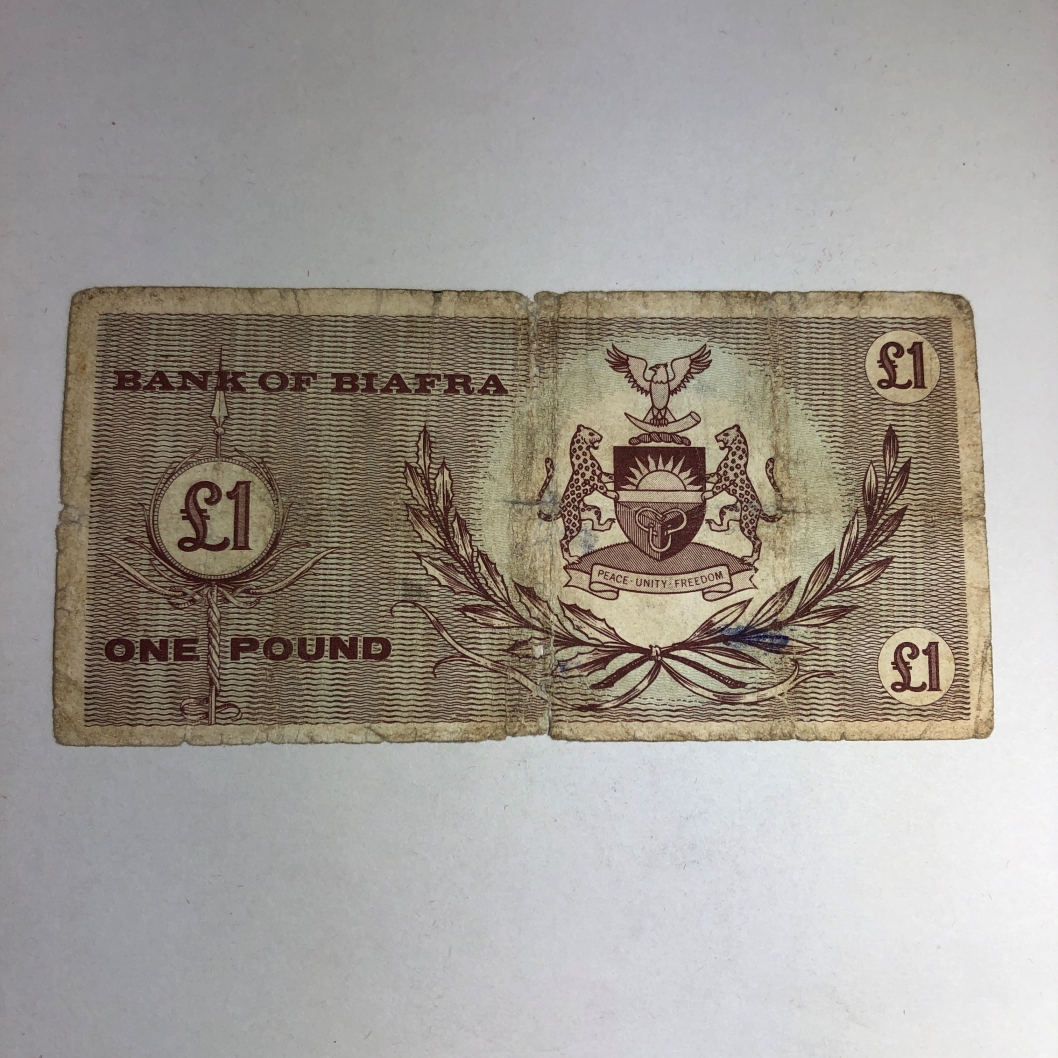 BANK OF BIAFRA
£1
£1
PEACE · UNITY · FREEDOM
ONE POUND
£1